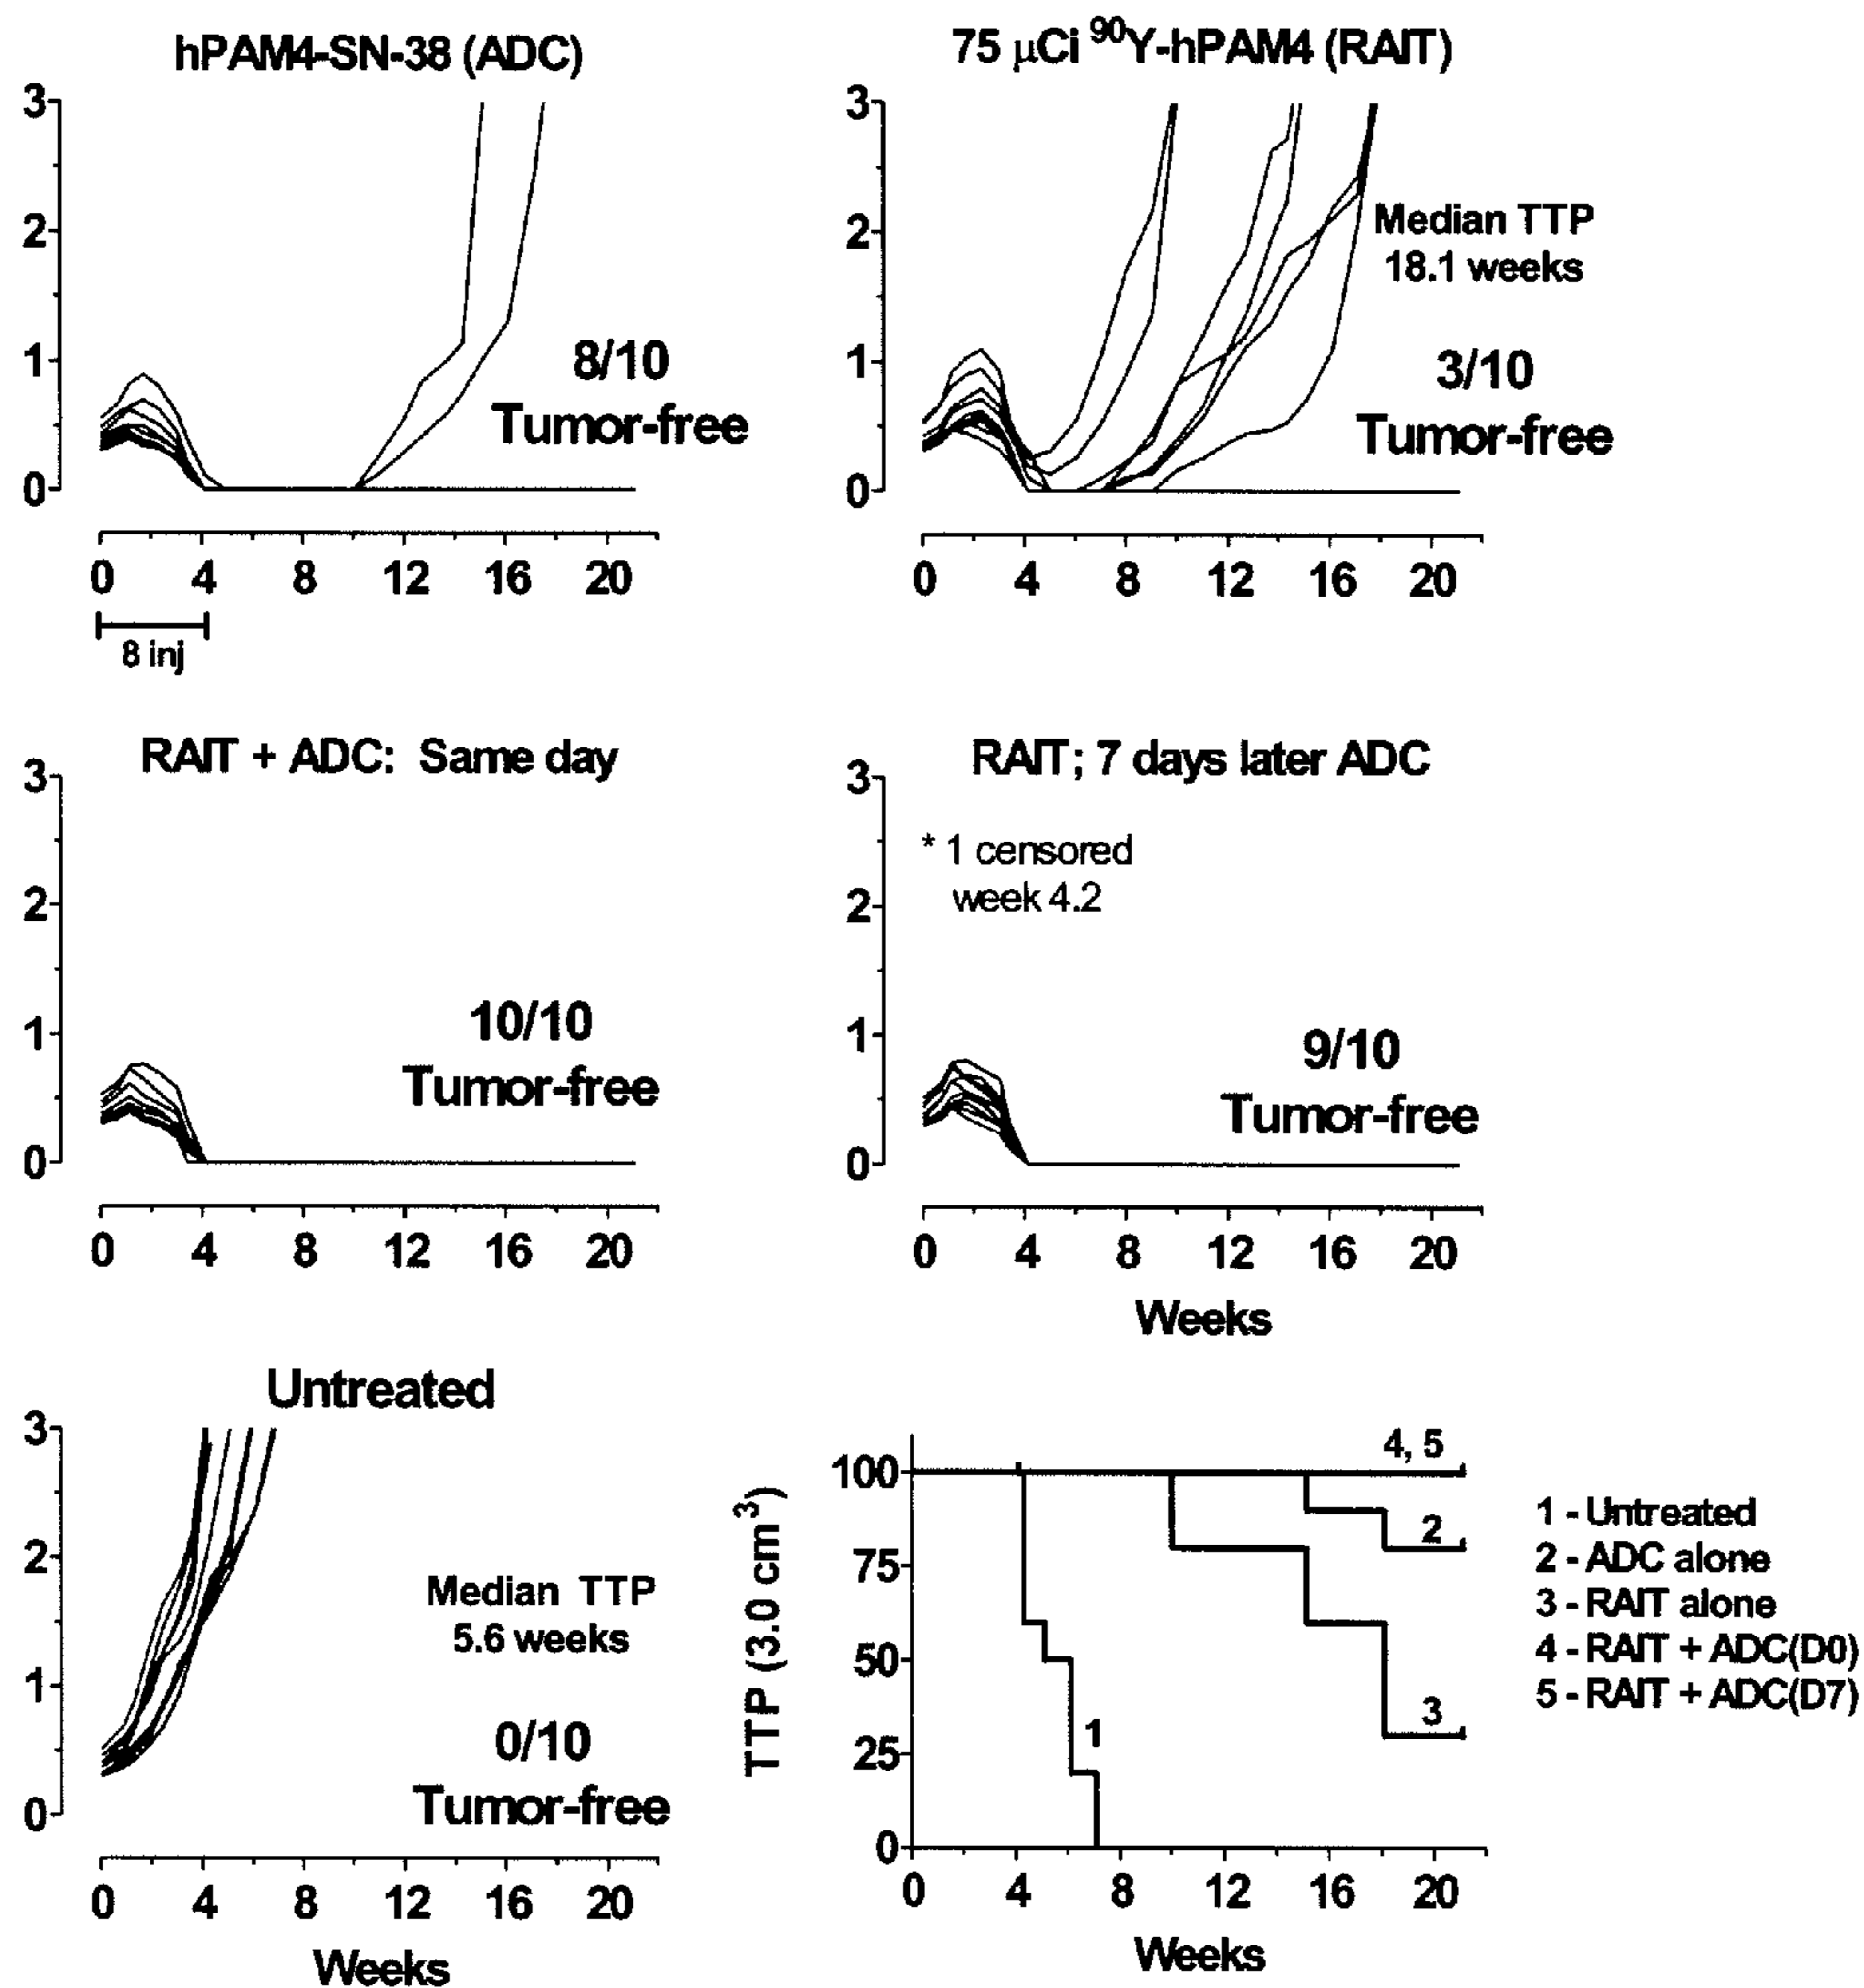 hPAM4-SN-38 (ADC)
3
2
1
0
8/10
Tumor-free
0 4 8 12 16 20
8 inj
75 μCi ⁹⁰Y-hPAM4 (RAIT)
3
2
1
0
Median TTP
18.1 weeks
3/10
Tumor-free
0 4 8 12 16 20
RAIT + ADC: Same day
3
2
1
0
10/10
Tumor-free
0 4 8 12 16 20
RAIT; 7 days later ADC
3
2
1
0
* 1 censored
week 4.2
9/10
Tumor-free
0 4 8 12 16 20
Weeks
Untreated
3
2
1
0
Median TTP
5.6 weeks
0/10
Tumor-free
0 4 8 12 16 20
Weeks
TTP (3.0 cm³)
100
75
50
25
0
4, 5
2
3
1
0 4 8 12 16 20
Weeks
1 - Untreated
2 - ADC alone
3 - RAIT alone
4 - RAIT + ADC(D0)
5 - RAIT + ADC(D7)